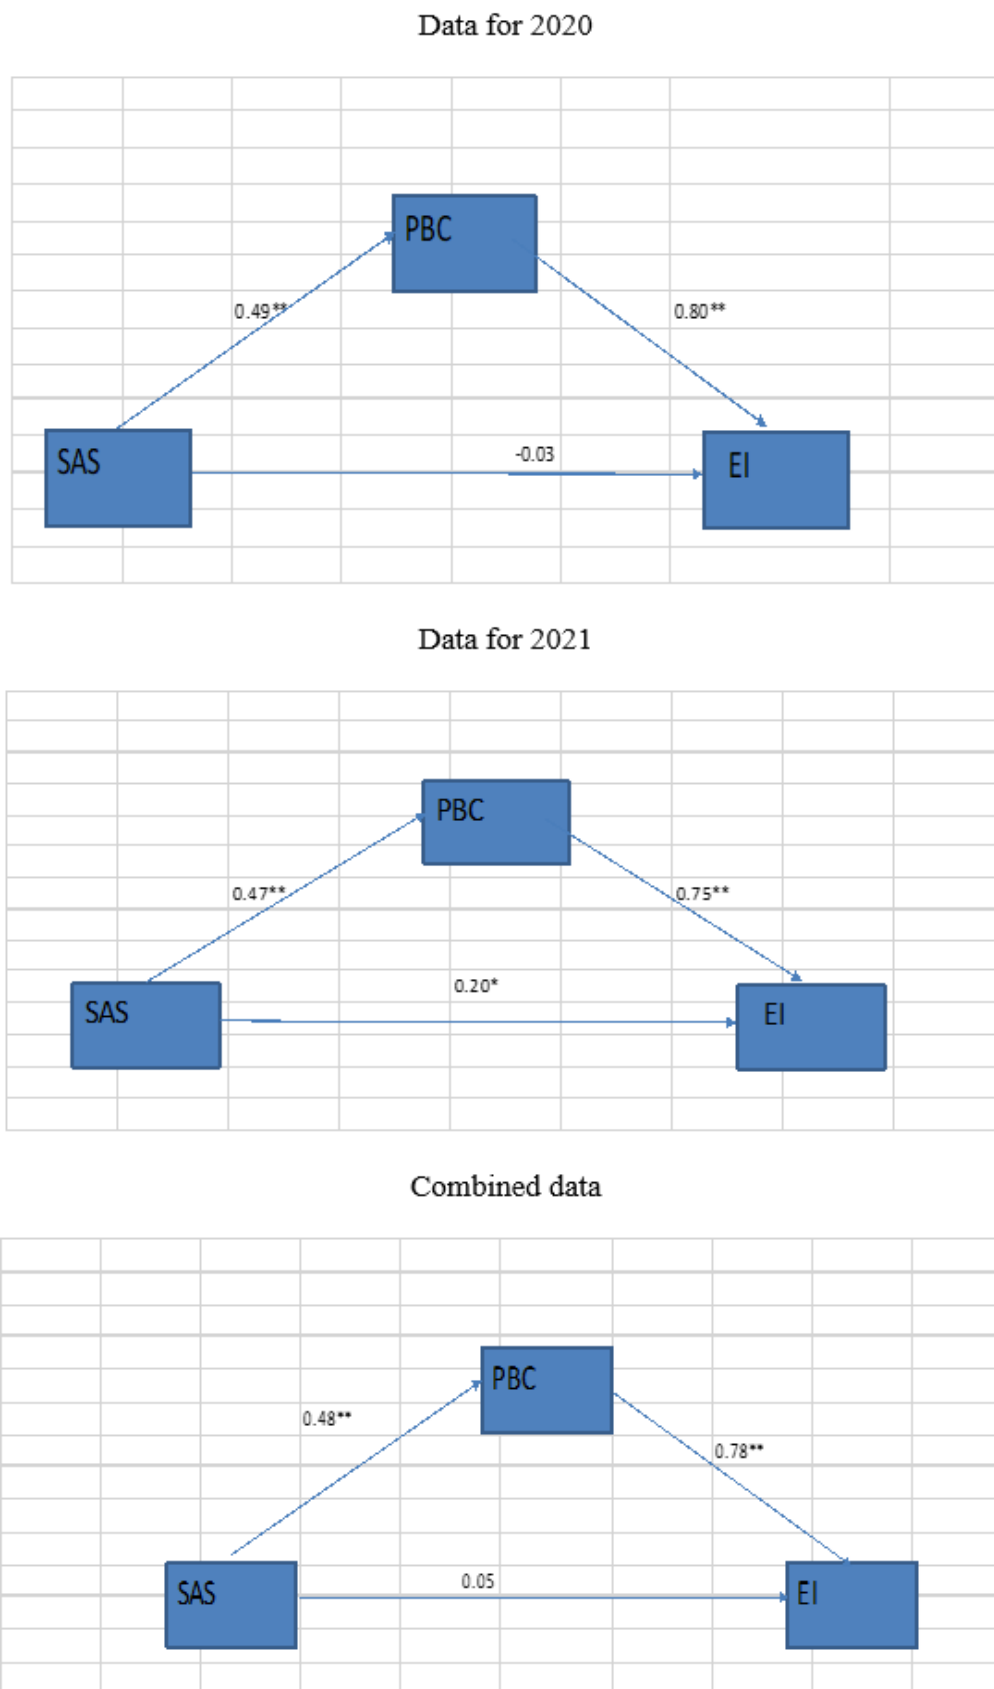 Data for 2020
PBC
0.49**
0.80**
SAS
-0.03
EI
Data for 2021
PBC
0.47**
0.75**
SAS
0.20*
EI
Combined data
PBC
0.48**
0.78**
SAS
0.05
EI